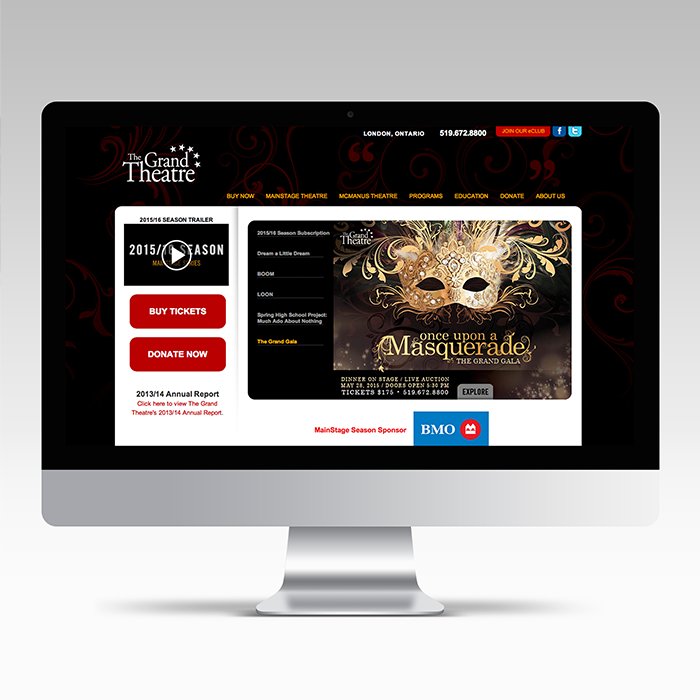 LONDON, ONTARIO 519.672.8800 JOIN OUR eCLUB
The Grand
Theatre
BUY NOW MAINSTAGE THEATRE MCMANUS THEATRE PROGRAMS EDUCATION DONATE ABOUT US
2015/16 SEASON TRAILER
2015/16 SEASON
BUY TICKETS
DONATE NOW
2013/14 Annual Report
Click here to view The Grand
Theatre's 2013/14 Annual Report.
2015/16 Season Subscription
Dream a Little Dream
BOOM
LOON
Spring High School Project:
Much Ado About Nothing
The Grand Gala
The Grand
Theatre
once upon a
Masquerade
THE GRAND GALA
DINNER ON STAGE / LIVE AUCTION
MAY 28, 2015 / DOORS OPEN 5:30 PM
TICKETS $175 • 519.672.8800
EXPLORE
MainStage Season Sponsor
BMO